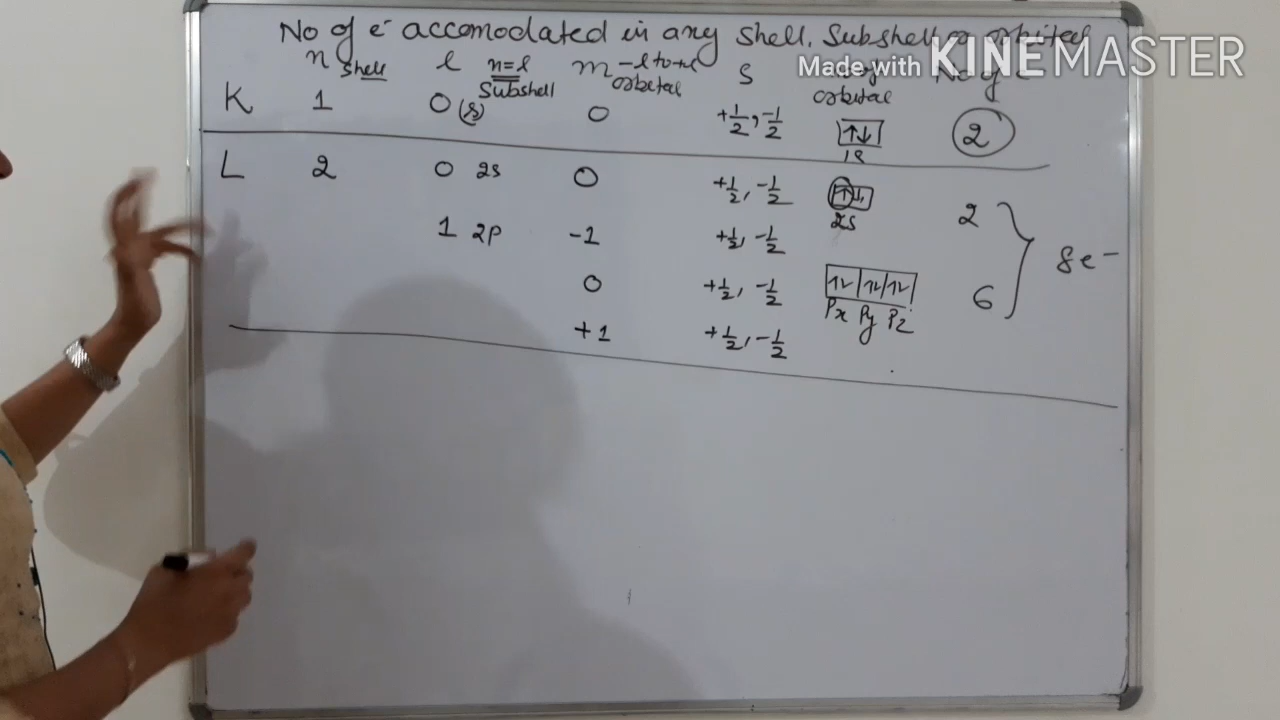 No of e⁻ accomodated in any shell, Subshell or orbital
Made with KINEMASTER
n shell l n=l Subshell m -l to +l orbital S orbital No of e⁻
K 1 0 (s) 0 +1/2, -1/2 ↑↓ 1s 2
L 2 0 2s 0 +1/2, -1/2 ↑↓ 2s 2
1 2p -1 +1/2, -1/2
8e⁻
0 +1/2, -1/2 ↑↓ ↑↓ ↑↓ 6
Px Py Pz
+1 +1/2, -1/2